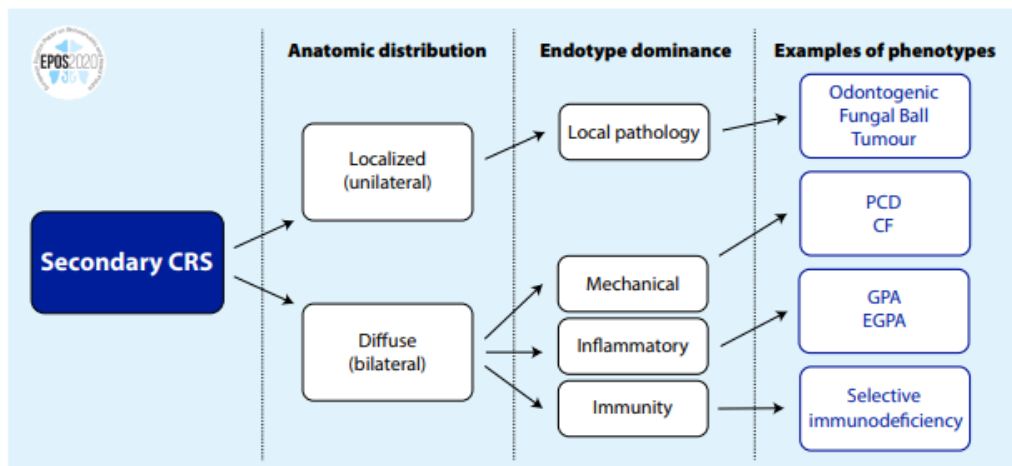 EPOS2020
Anatomic distribution
Endotype dominance
Examples of phenotypes
Secondary CRS
Localized
(unilateral)
Diffuse
(bilateral)
Local pathology
Mechanical
Inflammatory
Immunity
Odontogenic
Fungal Ball
Tumour
PCD
CF
GPA
EGPA
Selective
immunodeficiency